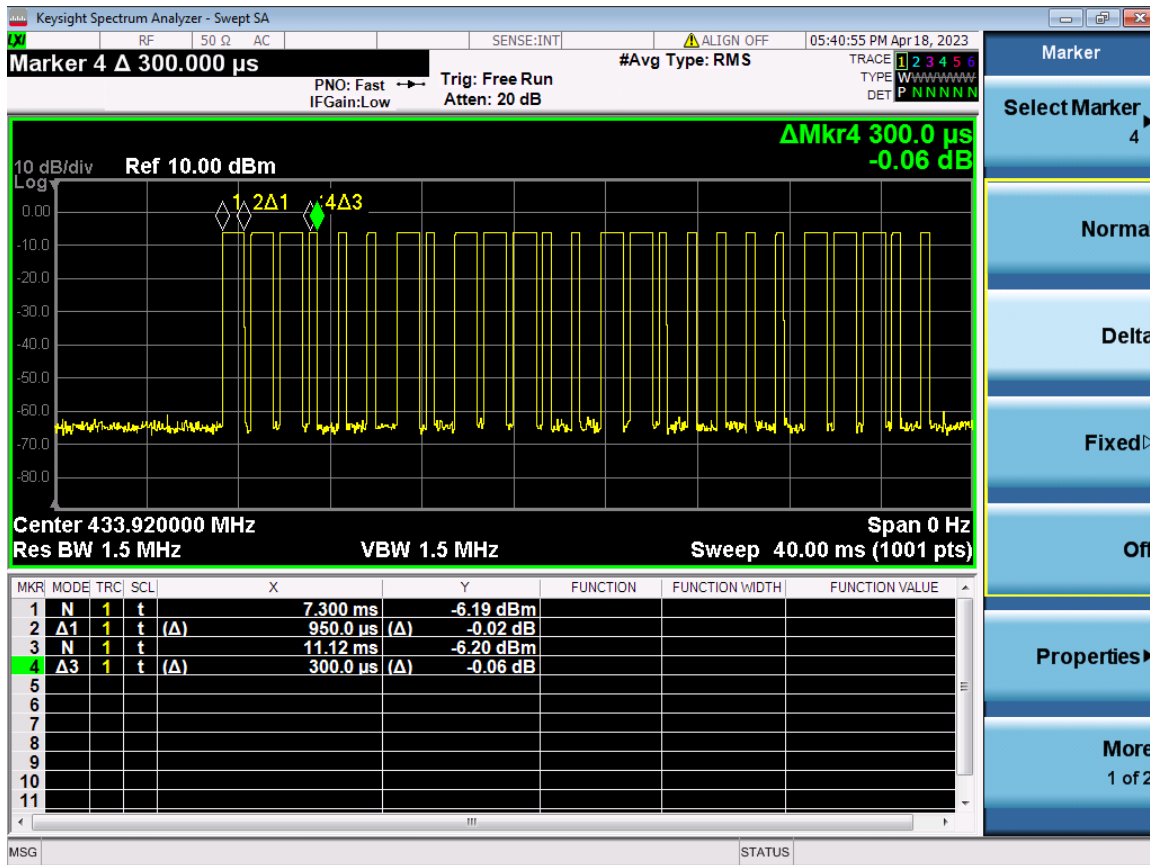 Keysight Spectrum Analyzer - Swept SA
LXI RF 50 Ω AC SENSE:INT ALIGN OFF 05:40:55 PM Apr 18, 2023
Marker 4 Δ 300.000 µs
PNO: Fast
IFGain:Low
Trig: Free Run
Atten: 20 dB
#Avg Type: RMS
TRACE 1 2 3 4 5 6
TYPE WWWWWW
DET P N N N N N
ΔMkr4 300.0 µs
-0.06 dB
10 dB/div Ref 10.00 dBm
Log
1 2Δ1 4Δ3
0.00
-10.0
-20.0
-30.0
-40.0
-50.0
-60.0
-70.0
-80.0
Center 433.920000 MHz Span 0 Hz
Res BW 1.5 MHz VBW 1.5 MHz Sweep 40.00 ms (1001 pts)
MKR MODE TRC SCL X Y FUNCTION FUNCTION WIDTH FUNCTION VALUE
1 N 1 t 7.300 ms -6.19 dBm
2 Δ1 1 t (Δ) 950.0 µs (Δ) -0.02 dB
3 N 1 t 11.12 ms -6.20 dBm
4 Δ3 1 t (Δ) 300.0 µs (Δ) -0.06 dB
5
6
7
8
9
10
11
MSG STATUS
Marker
Select Marker
4
Norma
Delta
Fixed
Off
Properties
More
1 of 2